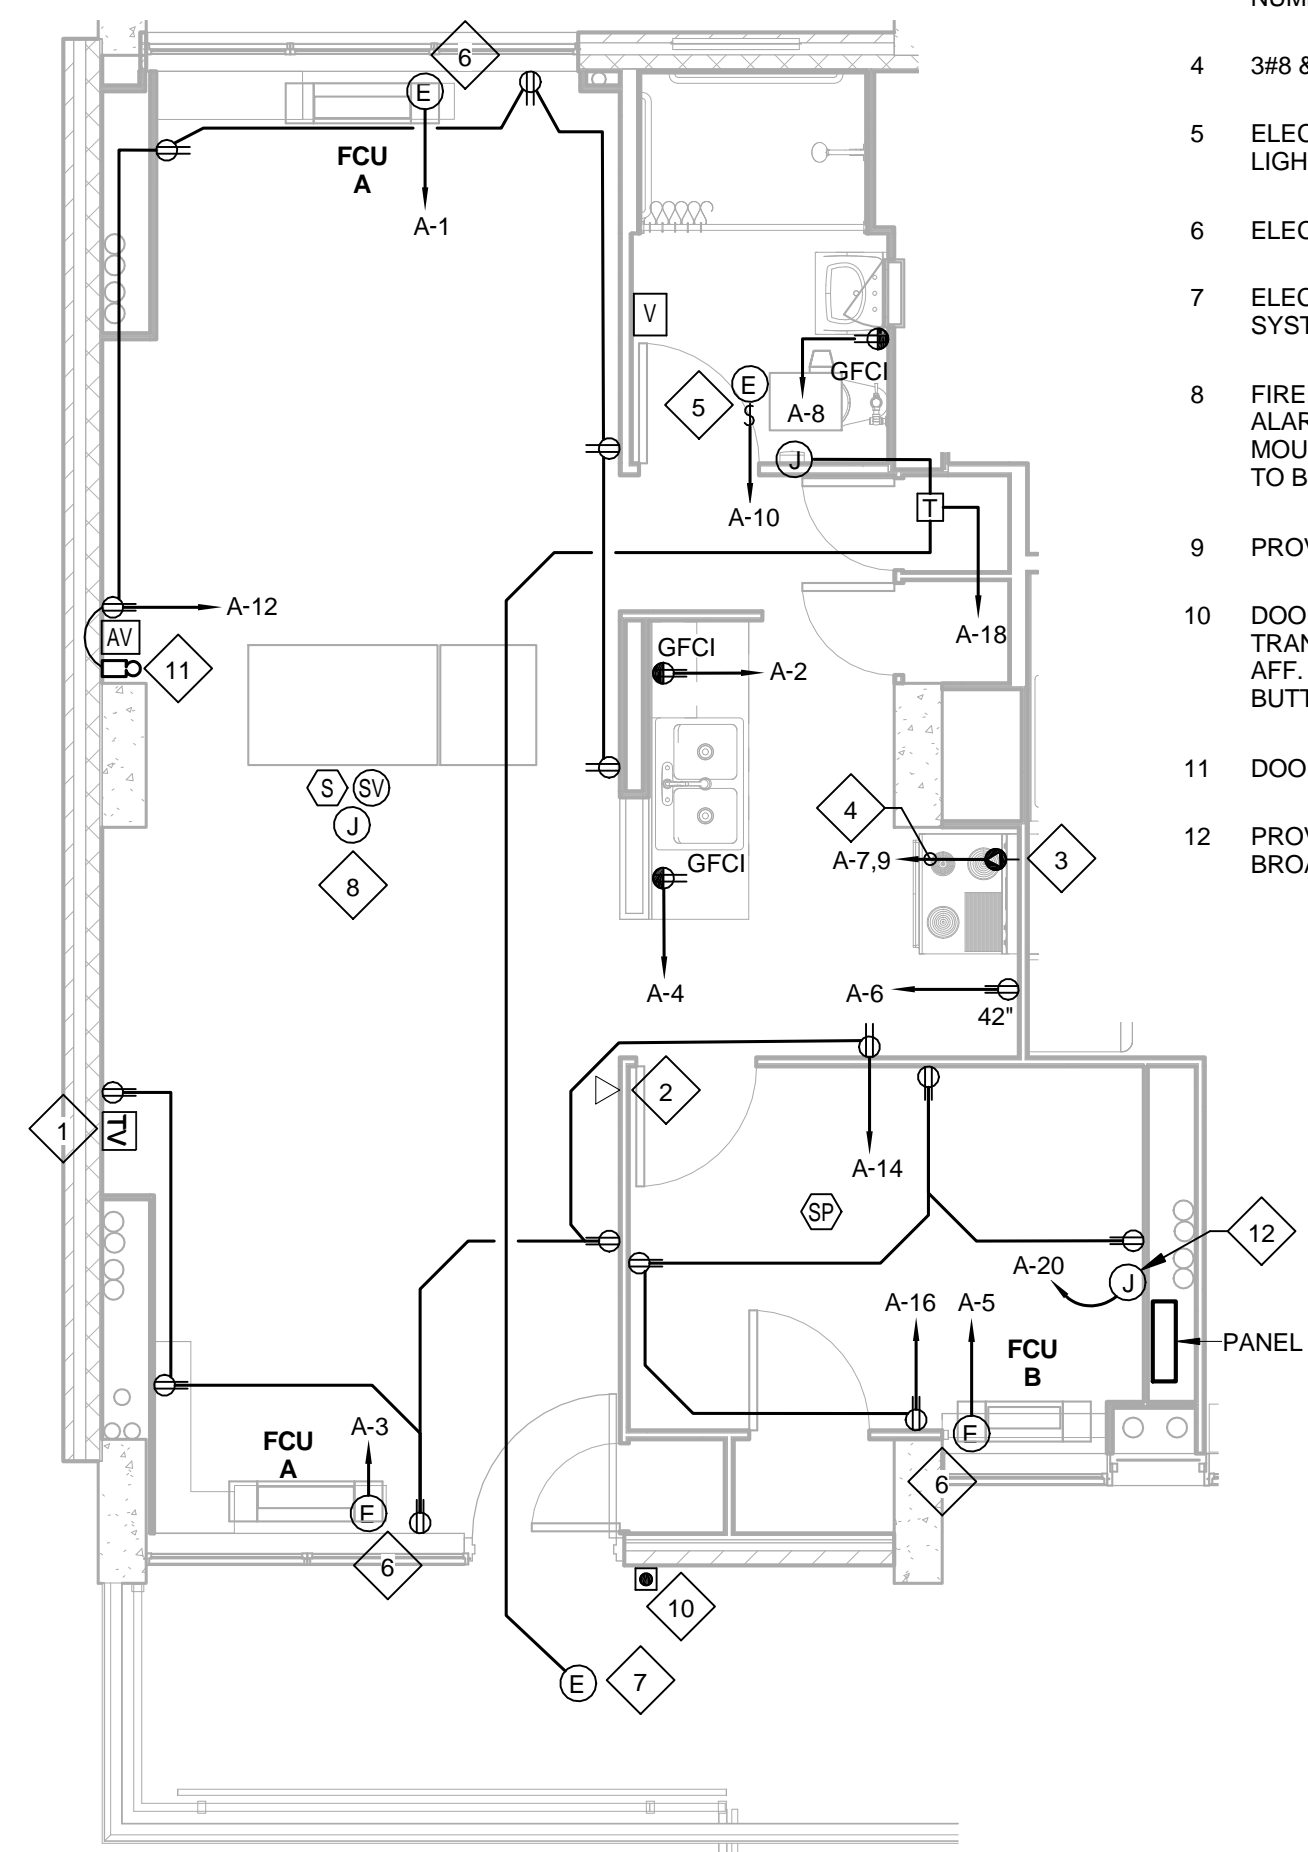 NUM
4 3#8 &
5 ELEC
LIGH
6 ELEC
7 ELEC
SYST
8 FIRE
ALAR
MOU
TO B
9 PROV
10 DOO
TRAN
AFF.
BUTT
11 DOO
12 PROV
BROA
6
E
FCU
A
A-1
V
GFCI
5
E
S
A-8
J
A-10
T
A-12
AV
11
A-18
GFCI
A-2
S
SV
J
4
A-7,9
3
GFCI
8
A-4
A-6
42"
2
1
TV
A-14
SP
12
A-20
J
A-16
A-5
PANEL
FCU
B
A-3
FCU
A
E
E
6
6
10
E
7